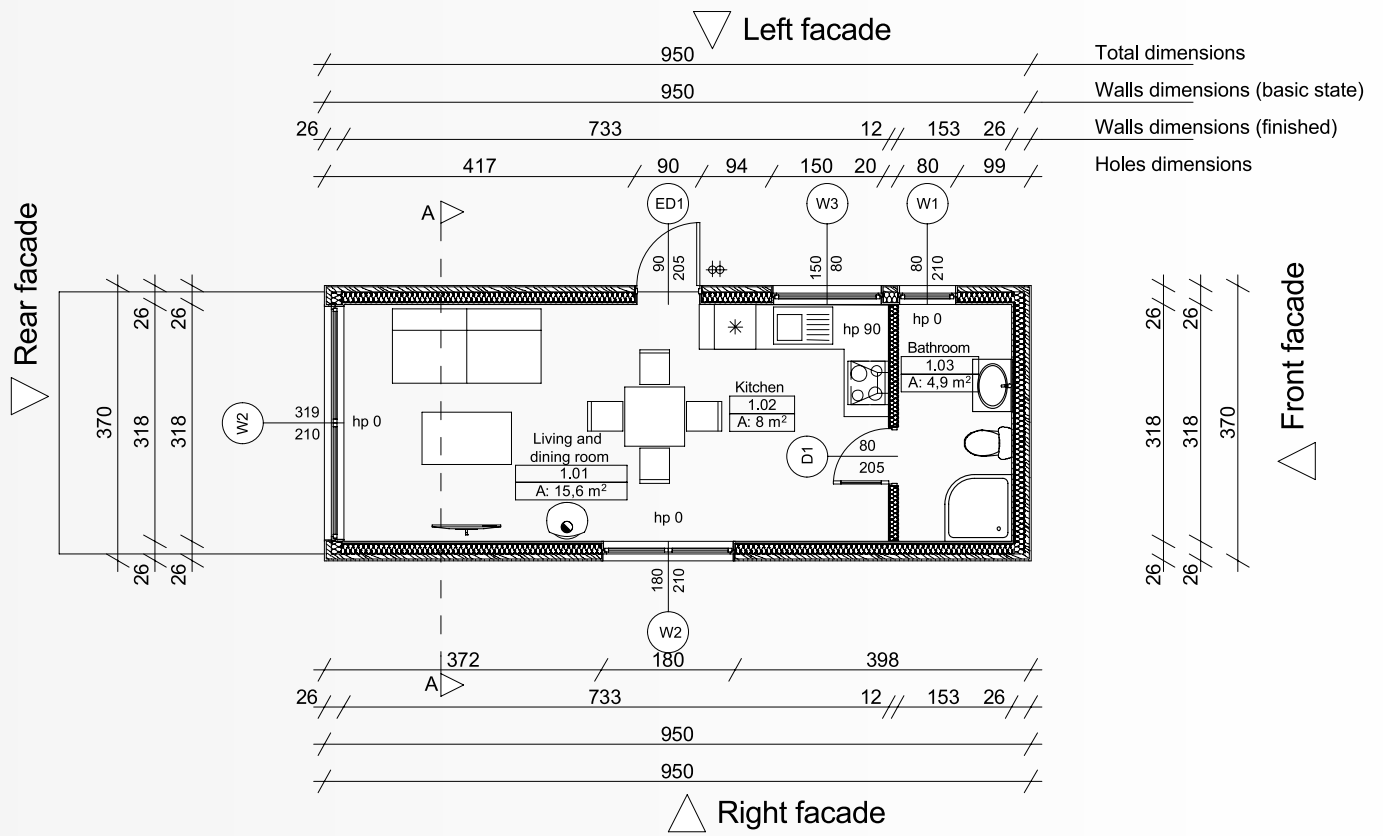 Left facade
950 Total dimensions
950 Walls dimensions (basic state)
26 733 12 153 26 Walls dimensions (finished)
417 90 94 150 20 80 99 Holes dimensions
A ED1 W3 W1
90 205 150 80 80 210
Rear facade
370 26 318 26 26 318 26
W2 319 210 hp 0
hp 90 hp 0
Bathroom
1.03
A: 4,9 m²
Kitchen
1.02
A: 8 m²
Living and
dining room
1.01
A: 15,6 m²
D1 80 205
hp 0
180 210
W2
26 318 26 26 318 26 370
Front facade
372 180 398
A
26 733 12 153 26
950
950
Right facade